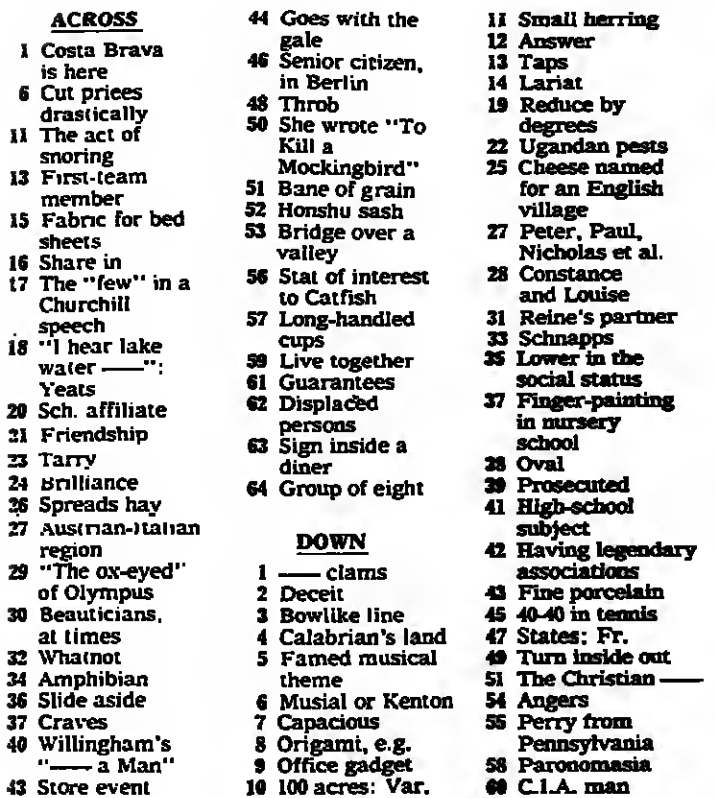 ACROSS
1 Costa Brava
is here
6 Cut prices
drastically
11 The act of
snoring
13 First-team
member
15 Fabric for bed
sheets
16 Share in
17 The "few" in a
Churchill
speech
18 "I hear lake
water ——":
Yeats
20 Sch. affiliate
21 Friendship
23 Tarry
24 Brilliance
26 Spreads hay
27 Austrian-Italian
region
29 "The ox-eyed"
of Olympus
30 Beauticians,
at times
32 Whatnot
34 Amphibian
36 Slide aside
37 Craves
40 Willingham's
"—— a Man"
43 Store event
44 Goes with the
gale
46 Senior citizen,
in Berlin
48 Throb
50 She wrote "To
Kill a
Mockingbird"
51 Bane of grain
52 Honshu sash
53 Bridge over a
valley
56 Stat of interest
to Catfish
57 Long-handled
cups
59 Live together
61 Guarantees
62 Displaced
persons
63 Sign inside a
diner
64 Group of eight
DOWN
1 —— clams
2 Deceit
3 Bowlike line
4 Calabrian's land
5 Famed musical
theme
6 Musial or Kenton
7 Capacious
8 Origami, e.g.
9 Office gadget
10 100 acres: Var.
11 Small herring
12 Answer
13 Taps
14 Lariat
19 Reduce by
degrees
22 Ugandan pests
25 Cheese named
for an English
village
27 Peter, Paul,
Nicholas et al.
28 Constance
and Louise
31 Reine's partner
33 Schnapps
35 Lower in the
social status
37 Finger-painting
in nursery
school
38 Oval
39 Prosecuted
41 High-school
subject
42 Having legendary
associations
43 Fine porcelain
45 40-40 in tennis
47 States: Fr.
49 Turn inside out
51 The Christian ——
54 Angers
55 Perry from
Pennsylvania
58 Paronomasia
60 C.I.A. man